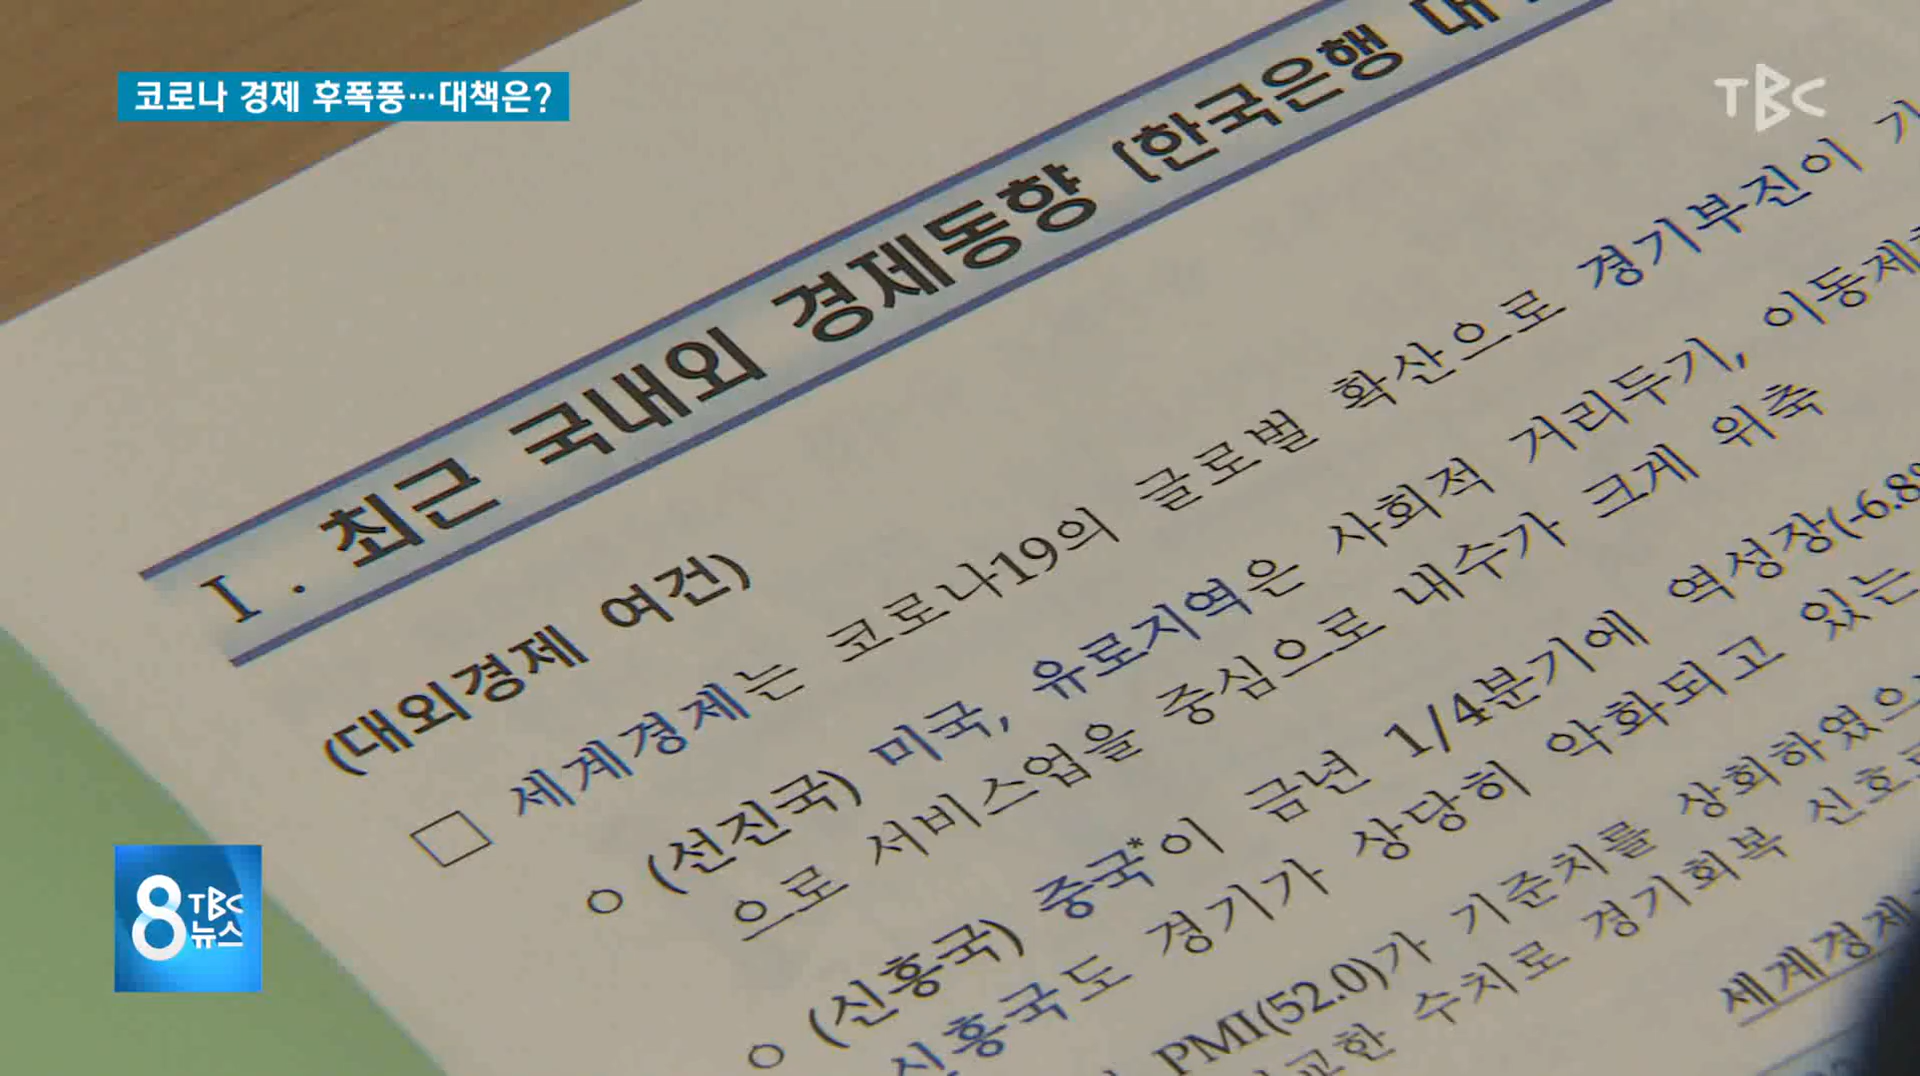 코로나 경제 후폭풍…대책은?
TBC
Ⅰ. 최근 국내외 경제동향 [한국은행 대
(대외경제 여건)
□ 세계경제는 코로나19의 글로벌 확산으로 경기부진이
○ (선진국) 미국, 유로지역은 사회적 거리두기, 이동제
으로 서비스업을 중심으로 내수가 크게 위축
○ (신흥국) 중국*이 금년 1/4분기에 역성장(-6.8%
신흥국도 경기가 상당히 악화되고 있는
PMI(52.0)가 기준치를 상회하였으
교한 수치로 경기회복 신호
세계경제
8 TBC
뉴스